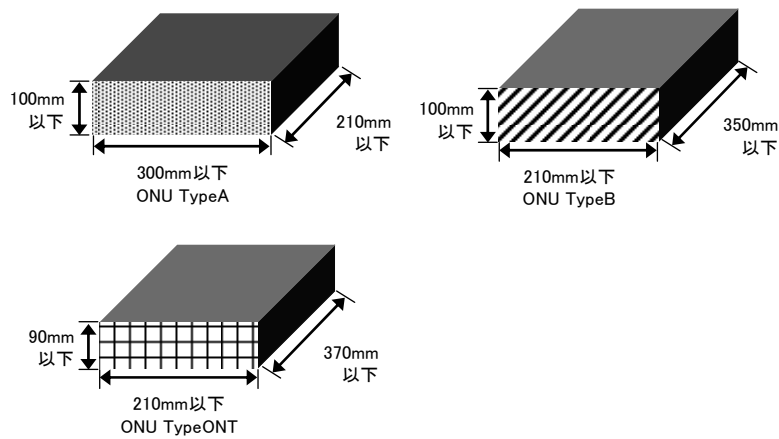 100mm
以下
210mm
以下
300mm以下
ONU TypeA
100mm
以下
350mm
以下
210mm以下
ONU TypeB
90mm
以下
370mm
以下
210mm以下
ONU TypeONT